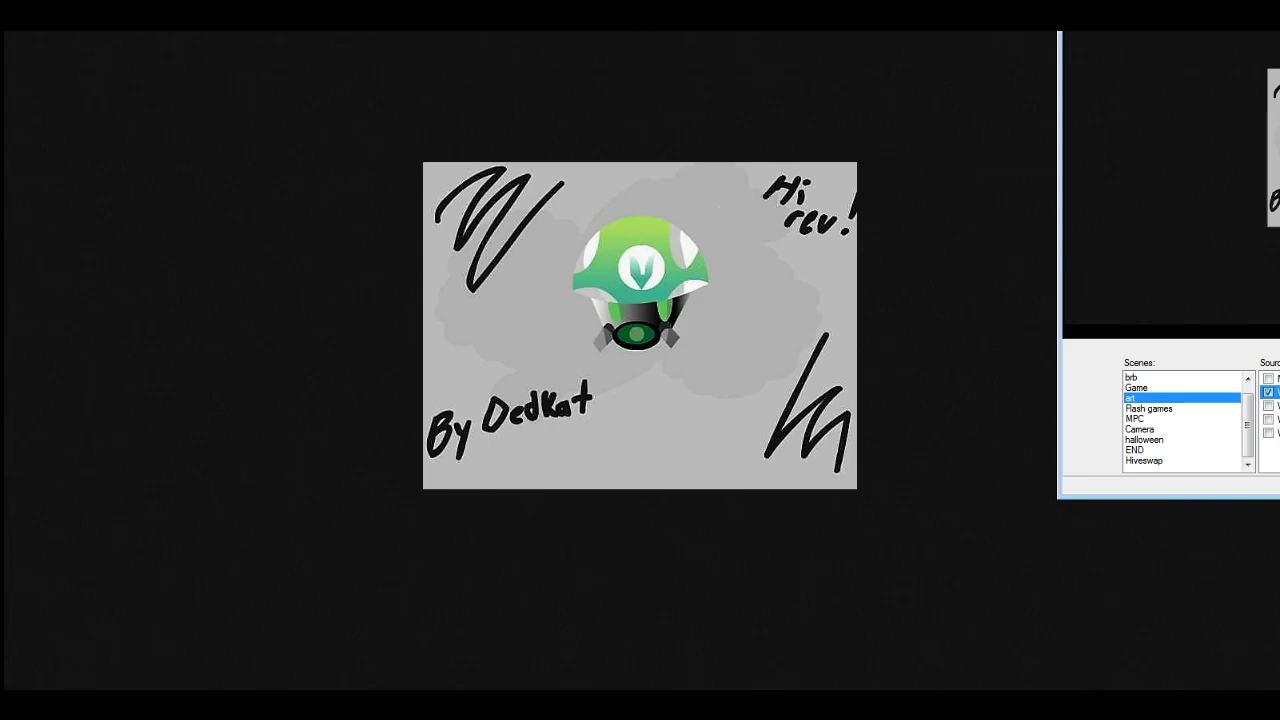 Hi
rev!
By DedKat
Scenes:
brb
Game
art
Flash games
MPC
Camera
halloween
END
Hiveswap